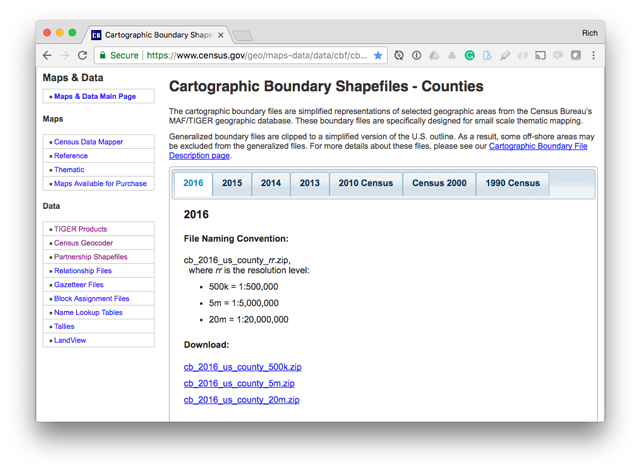 Cartographic Boundary Shapef
Rich
Secure
https://www.census.gov/geo/maps-data/data/cbf/cb...
Maps & Data
Maps & Data Main Page
Maps
Census Data Mapper
Reference
Thematic
Maps Available for Purchase
Data
TIGER Products
Census Geocoder
Partnership Shapefiles
Relationship Files
Gazetteer Files
Block Assignment Files
Name Lookup Tables
Tallies
LandView
Cartographic Boundary Shapefiles - Counties
The cartographic boundary files are simplified representations of selected geographic areas from the Census Bureau's
MAF/TIGER geographic database. These boundary files are specifically designed for small scale thematic mapping.
Generalized boundary files are clipped to a simplified version of the U.S. outline. As a result, some off-shore areas may
be excluded from the generalized files. For more details about these files, please see our Cartographic Boundary File
Description page.
2016 2015 2014 2013 2010 Census Census 2000 1990 Census
2016
File Naming Convention:
cb_2016_us_county_rr.zip,
where rr is the resolution level:
• 500k = 1:500,000
• 5m = 1:5,000,000
• 20m = 1:20,000,000
Download:
cb_2016_us_county_500k.zip
cb_2016_us_county_5m.zip
cb_2016_us_county_20m.zip